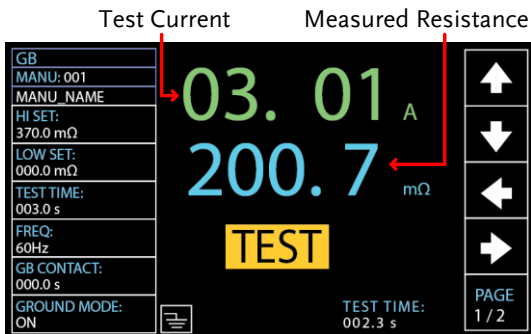 Test Current
Measured Resistance
GB
MANU: 001
MANU_NAME
HI SET:
370.0 mΩ
LOW SET:
000.0 mΩ
TEST TIME:
003.0 s
FREQ:
60Hz
GB CONTACT:
000.0 s
GROUND MODE:
ON
03. 01 A
200. 7 mΩ
TEST
TEST TIME:
002.3 s
PAGE
1 / 2